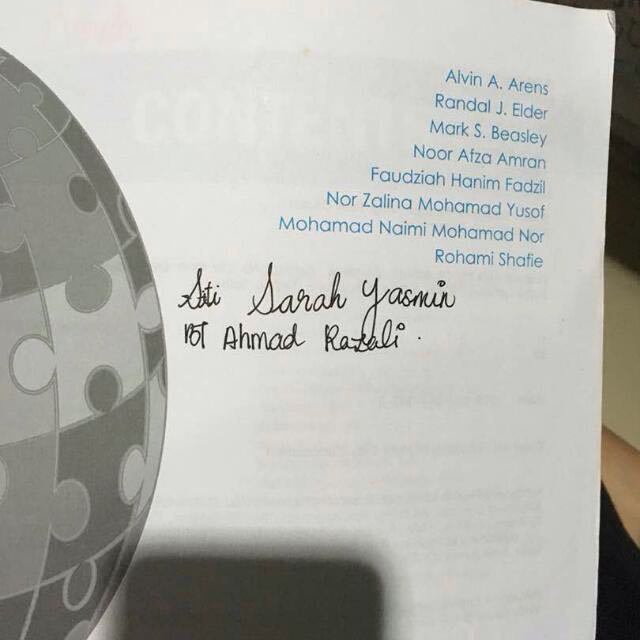 Alvin A. Arens
Randal J. Elder
Mark S. Beasley
Noor Afza Amran
Faudziah Hanim Fadzil
Nor Zalina Mohamad Yusof
Mohamad Naimi Mohamad Nor
Rohami Shafie
Siti Sarah Yasmin
BT Ahmad Razali.